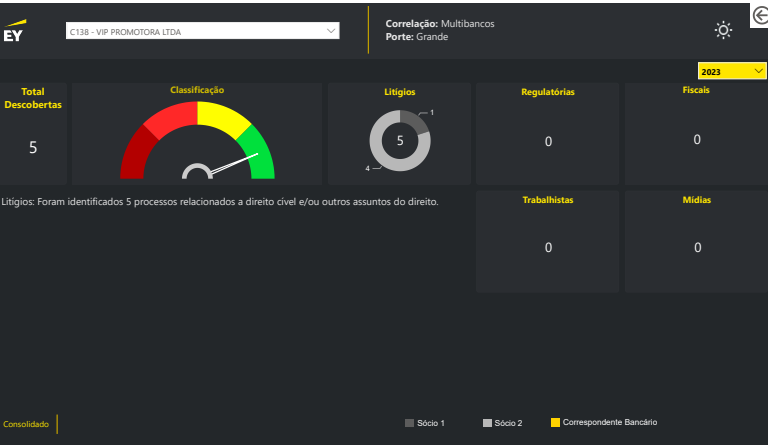 EY
C138 - VIP PROMOTORA LTDA
Correlação: Multibancos
Porte: Grande
2023
Total
Descobertas
5
Classificação
Litígios
1
5
4
Regulatórias
0
Fiscais
0
Litigios: Foram identificados 5 processos relacionados a direito civel e/ou outros assuntos do direito.
Trabalhistas
0
Mídias
0
Consolidado
Sócio 1
Sócio 2
Correspondente Bancário